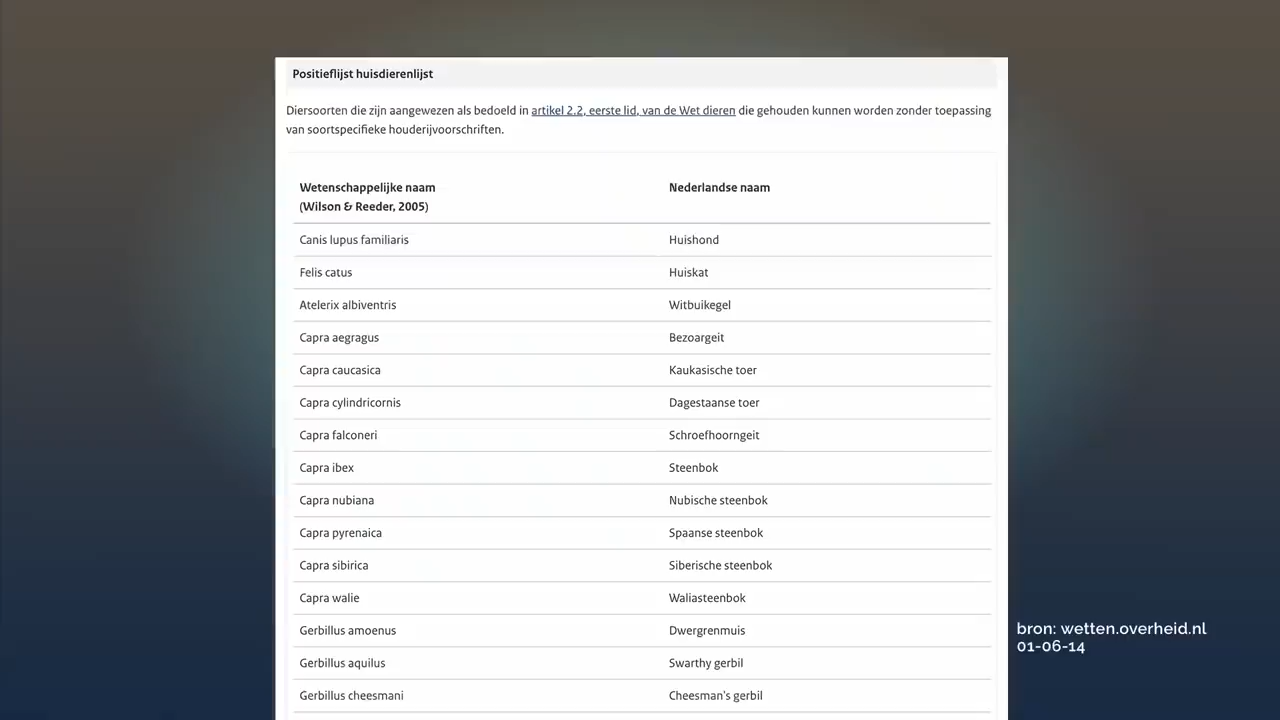 Positieflijst huisdierenlijst
Diersoorten die zijn aangewezen als bedoeld in artikel 2.2, eerste lid, van de Wet dieren die gehouden kunnen worden zonder toepassing
van soortspecifieke houderijvoorschriften.
Wetenschappelijke naam Nederlandse naam
(Wilson & Reeder, 2005)
Canis lupus familiaris Huishond
Felis catus Huiskat
Atelerix albiventris Witbuikegel
Capra aegragus Bezoargeit
Capra caucasica Kaukasische toer
Capra cylindricornis Dagestaanse toer
Capra falconeri Schroefhoorngeit
Capra ibex Steenbok
Capra nubiana Nubische steenbok
Capra pyrenaica Spaanse steenbok
Capra sibirica Siberische steenbok
Capra walie Waliasteenbok
Gerbillus amoenus Dwergrenmuis
Gerbillus aquilus Swarthy gerbil
Gerbillus cheesmani Cheesman's gerbil
bron: wetten.overheid.nl
01-06-14